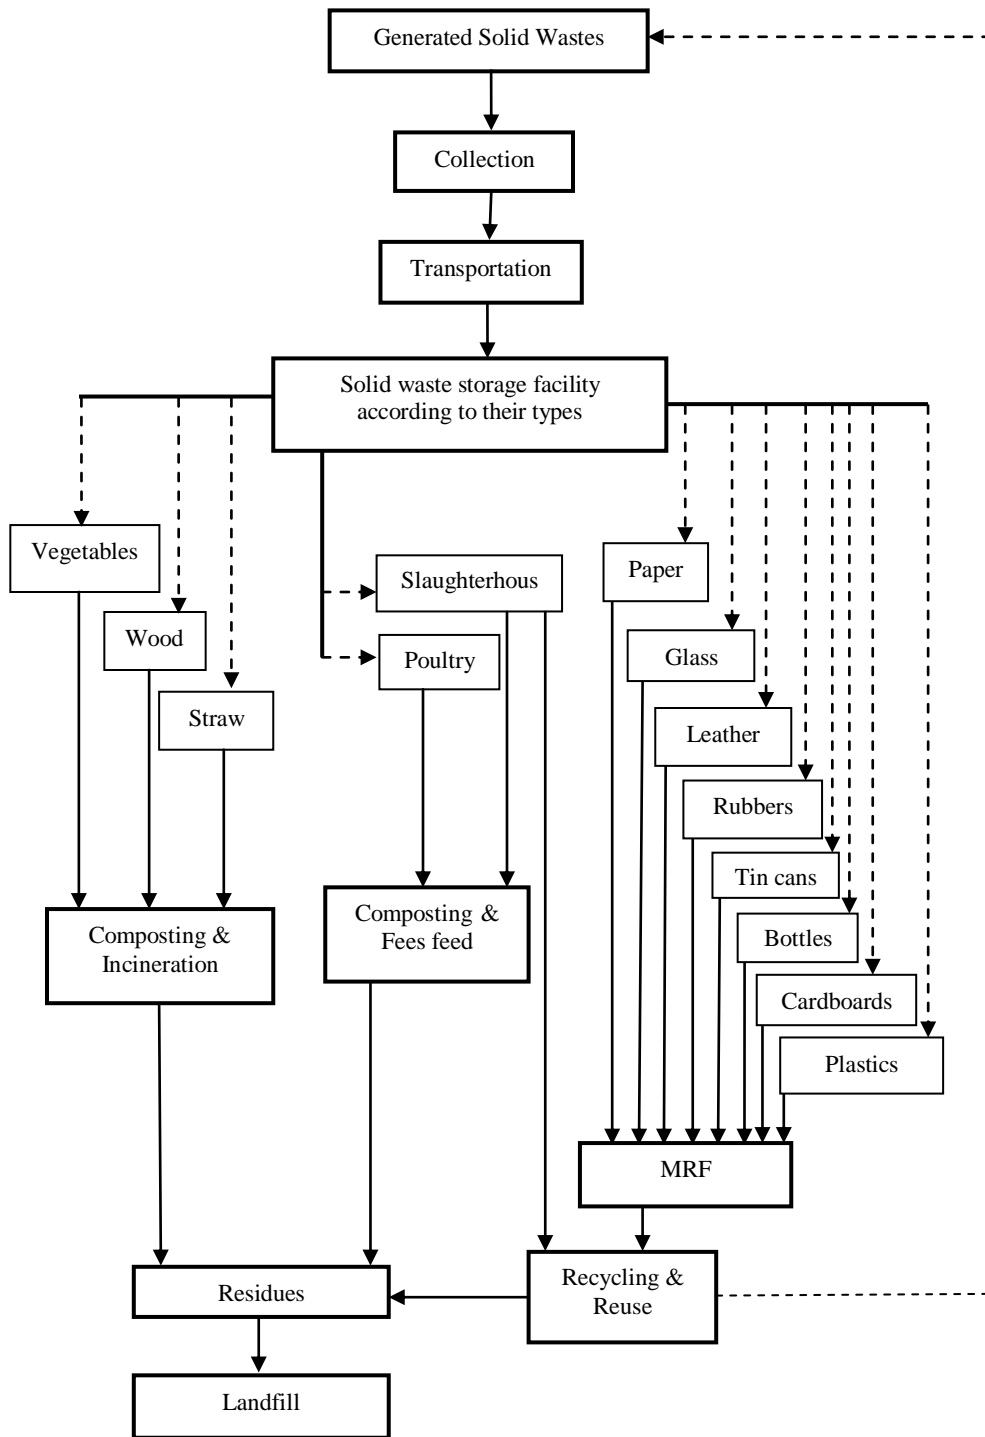 Generated Solid Wastes
Collection
Transportation
Solid waste storage facility
according to their types
Vegetables
Wood
Straw
Slaughterhous
Poultry
Paper
Glass
Leather
Rubbers
Tin cans
Bottles
Cardboards
Plastics
Composting &
Incineration
Composting &
Fees feed
MRF
Recycling &
Reuse
Residues
Landfill